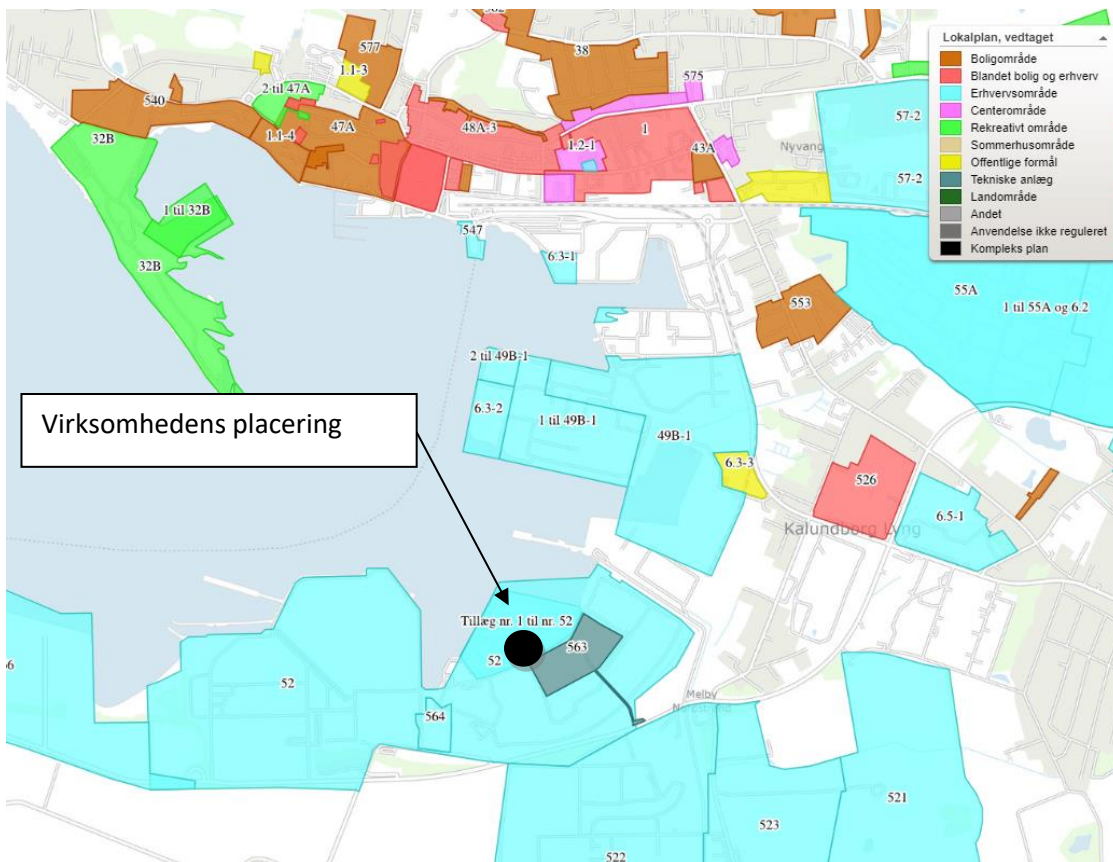 502
577
38
1.1-3
575
2 til 47A
540
47A
48A-3
1
57-2
1.1-4
1.2-1
43A
Nyvang
32B
57-2
1 til 32B
547
6.3-1
32B
553
55A
1 til 55A og 6.2
2 til 49B-1
6.3-2
1 til 49B-1
49B-1
6.3-3
526
6.5-1
Kalundborg Lyng
Lokalplan, vedtaget
Boligområde
Blandet bolig og erhverv
Erhvervsområde
Centerområde
Rekreativt område
Sommerhusområde
Offentlige formål
Tekniske anlæg
Landområde
Andet
Anvendelse ikke reguleret
Kompleks plan
Virksomhedens placering
Tillæg nr. 1 til nr. 52
563
52
52
564
Melby
521
523
522